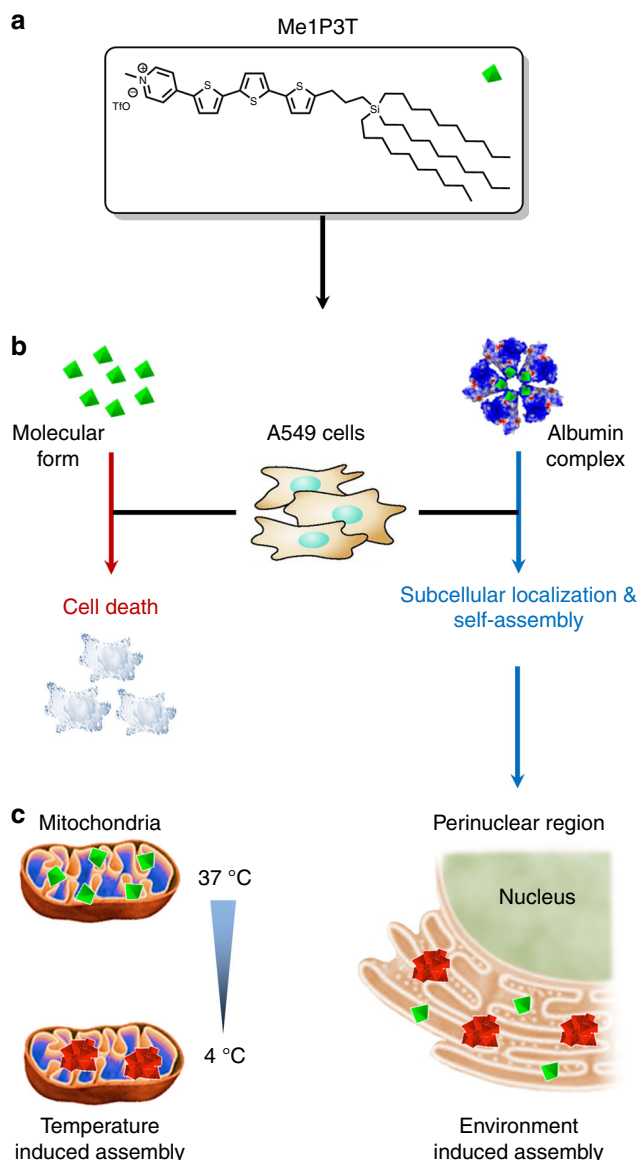 a
Me1P3T
N
+
−
TfO
S
S
S
Si
b
Molecular
form
A549 cells
Albumin
complex
Cell death
Subcellular localization &
self-assembly
c
Mitochondria
Perinuclear region
37 °C
Nucleus
4 °C
Temperature
induced assembly
Environment
induced assembly